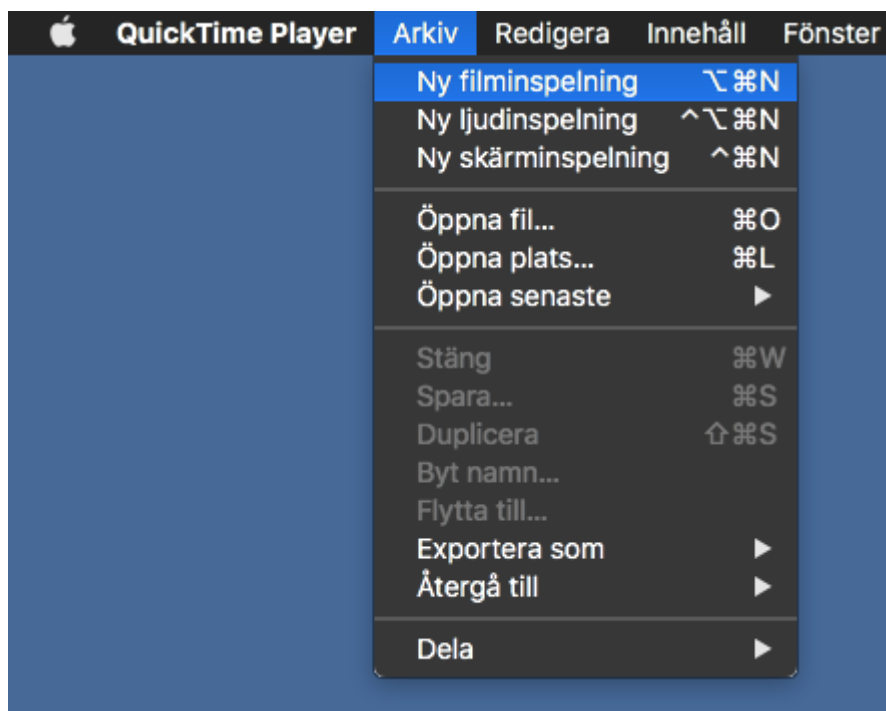 QuickTime Player Arkiv Redigera Innehåll Fönster
Ny filminspelning ⌥⌘N
Ny ljudinspelning ^⌥⌘N
Ny skärminspelning ^⌘N
Öppna fil... ⌘O
Öppna plats... ⌘L
Öppna senaste ▶
Stäng ⌘W
Spara... ⌘S
Duplicera ⇧⌘S
Byt namn...
Flytta till...
Exportera som ▶
Återgå till ▶
Dela ▶